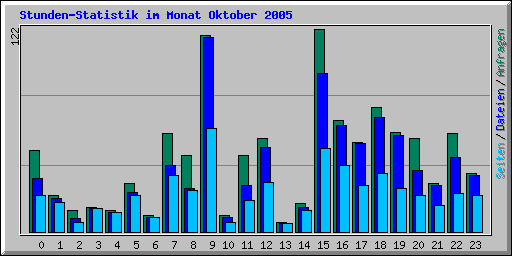 Stunden-Statistik im Monat Oktober 2005
122
Seiten / Dateien / Anfragen
0 1 2 3 4 5 6 7 8 9 10 11 12 13 14 15 16 17 18 19 20 21 22 23